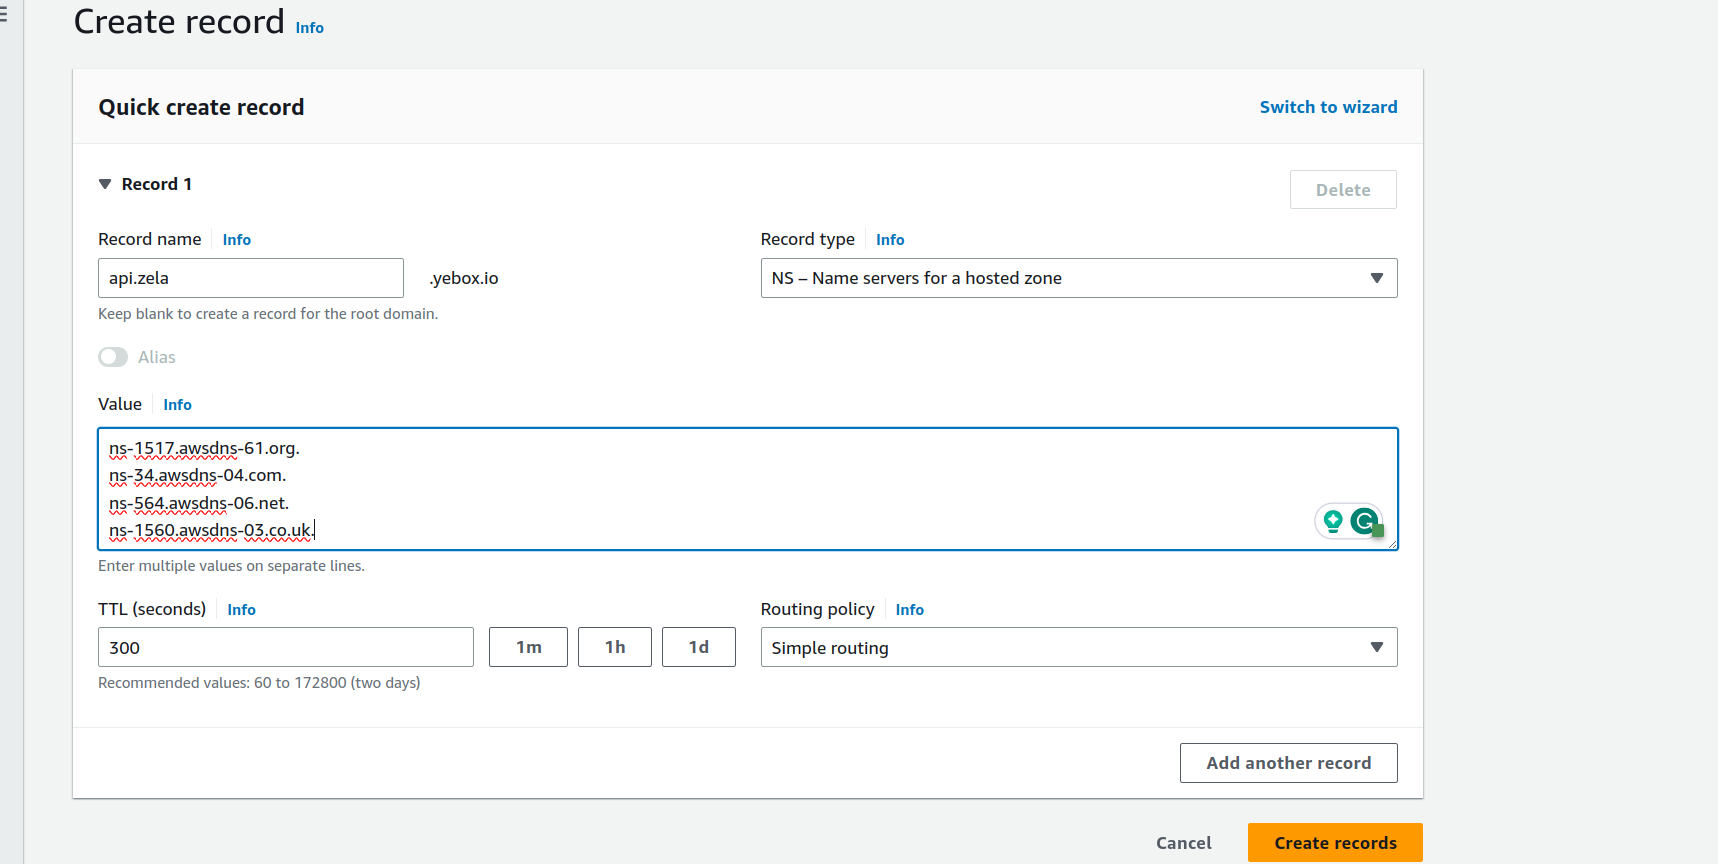 Create record Info
Quick create record
Switch to wizard
Record 1
Delete
Record name Info
Record type Info
api.zela
.yebox.io
NS – Name servers for a hosted zone
Keep blank to create a record for the root domain.
Alias
Value Info
ns-1517.awsdns-61.org.
ns-34.awsdns-04.com.
ns-564.awsdns-06.net.
ns-1560.awsdns-03.co.uk.
Enter multiple values on separate lines.
TTL (seconds) Info
Routing policy Info
300
1m
1h
1d
Simple routing
Recommended values: 60 to 172800 (two days)
Add another record
Cancel
Create records